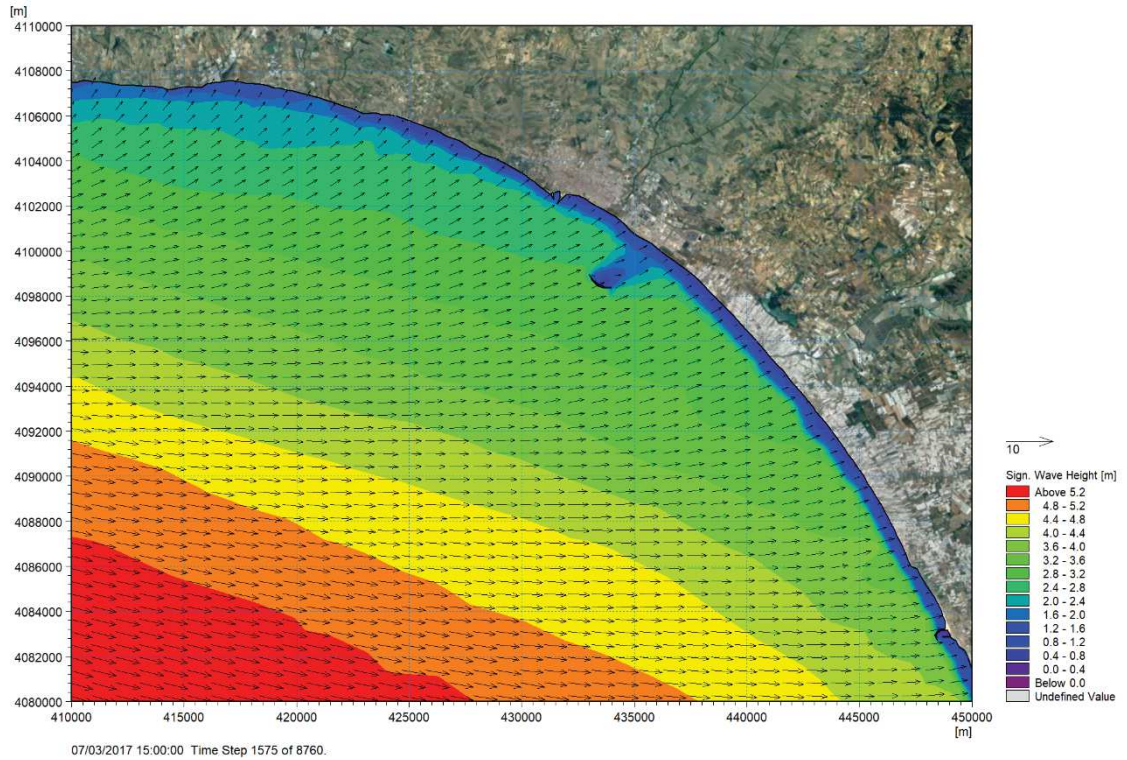 [m]
4110000
4108000
4106000
4104000
4102000
4100000
4098000
4096000
4094000
4092000
4090000
4088000
4086000
4084000
4082000
4080000
410000 415000 420000 425000 430000 435000 440000 445000 450000
[m]
07/03/2017 15:00:00 Time Step 1575 of 8760.
10
Sign. Wave Height [m]
Above 5.2
4.8 - 5.2
4.4 - 4.8
4.0 - 4.4
3.6 - 4.0
3.2 - 3.6
2.8 - 3.2
2.4 - 2.8
2.0 - 2.4
1.6 - 2.0
1.2 - 1.6
0.8 - 1.2
0.4 - 0.8
0.0 - 0.4
Below 0.0
Undefined Value